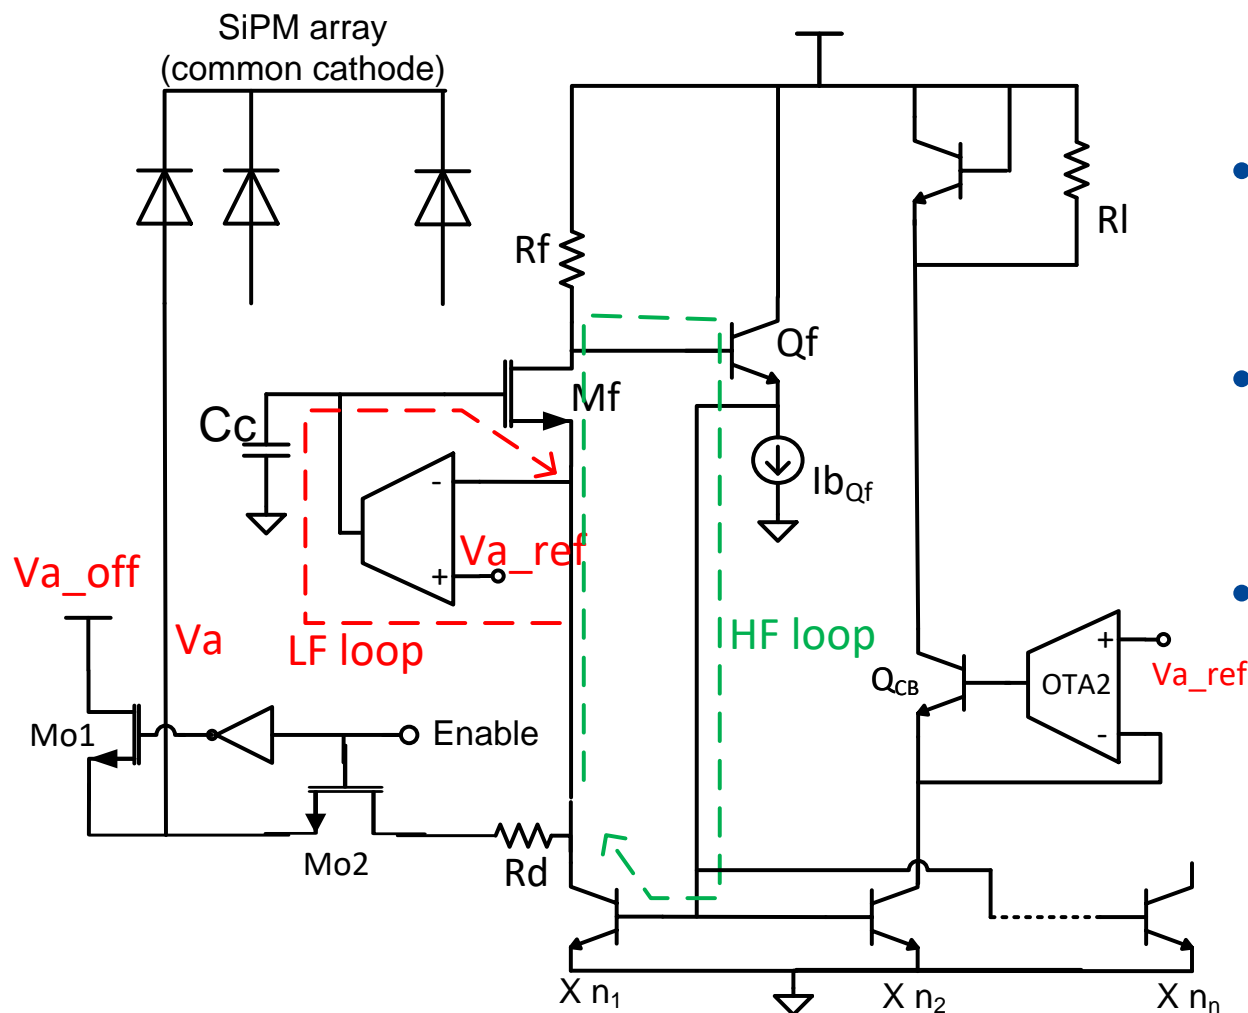 SiPM array
(common cathode)
Rf
Rl
Qf
Mf
Cc
Ib_Qf
-
+
Va_ref
Va_off
Va
LF loop
HF loop
Q_CB
OTA2
+
-
Va_ref
Mo1
Enable
Mo2
Rd
X n₁
X n₂
X nₙ